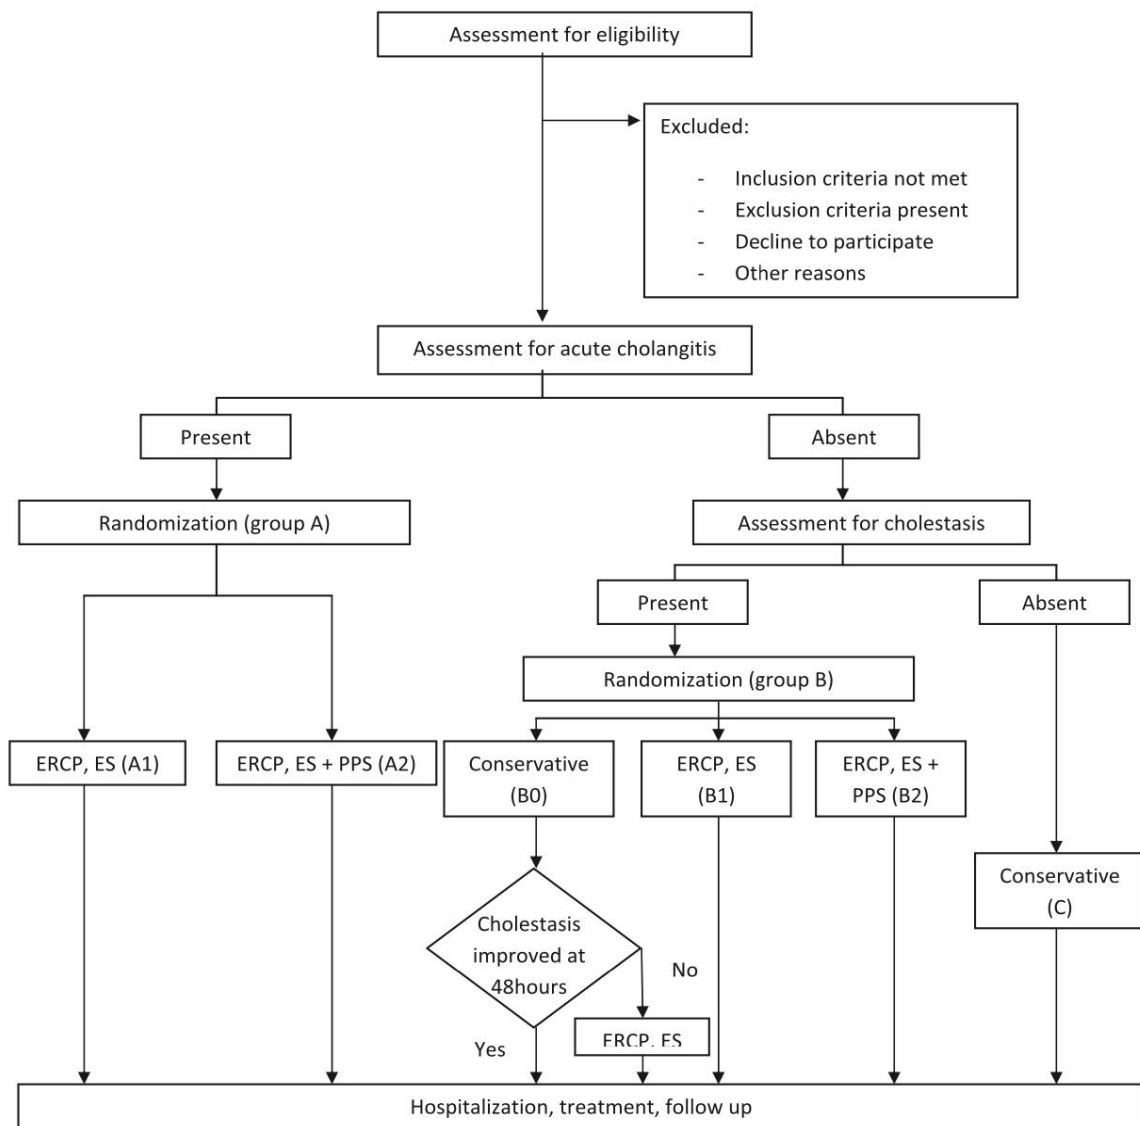 Assessment for eligibility
Excluded:
- Inclusion criteria not met
- Exclusion criteria present
- Decline to participate
- Other reasons
Assessment for acute cholangitis
Present
Absent
Randomization (group A)
Assessment for cholestasis
Present
Absent
Randomization (group B)
ERCP, ES (A1)
ERCP, ES + PPS (A2)
Conservative
(B0)
ERCP, ES
(B1)
ERCP, ES +
PPS (B2)
Conservative
(C)
Cholestasis
improved at
48hours
No
Yes
ERCP, ES
Hospitalization, treatment, follow up